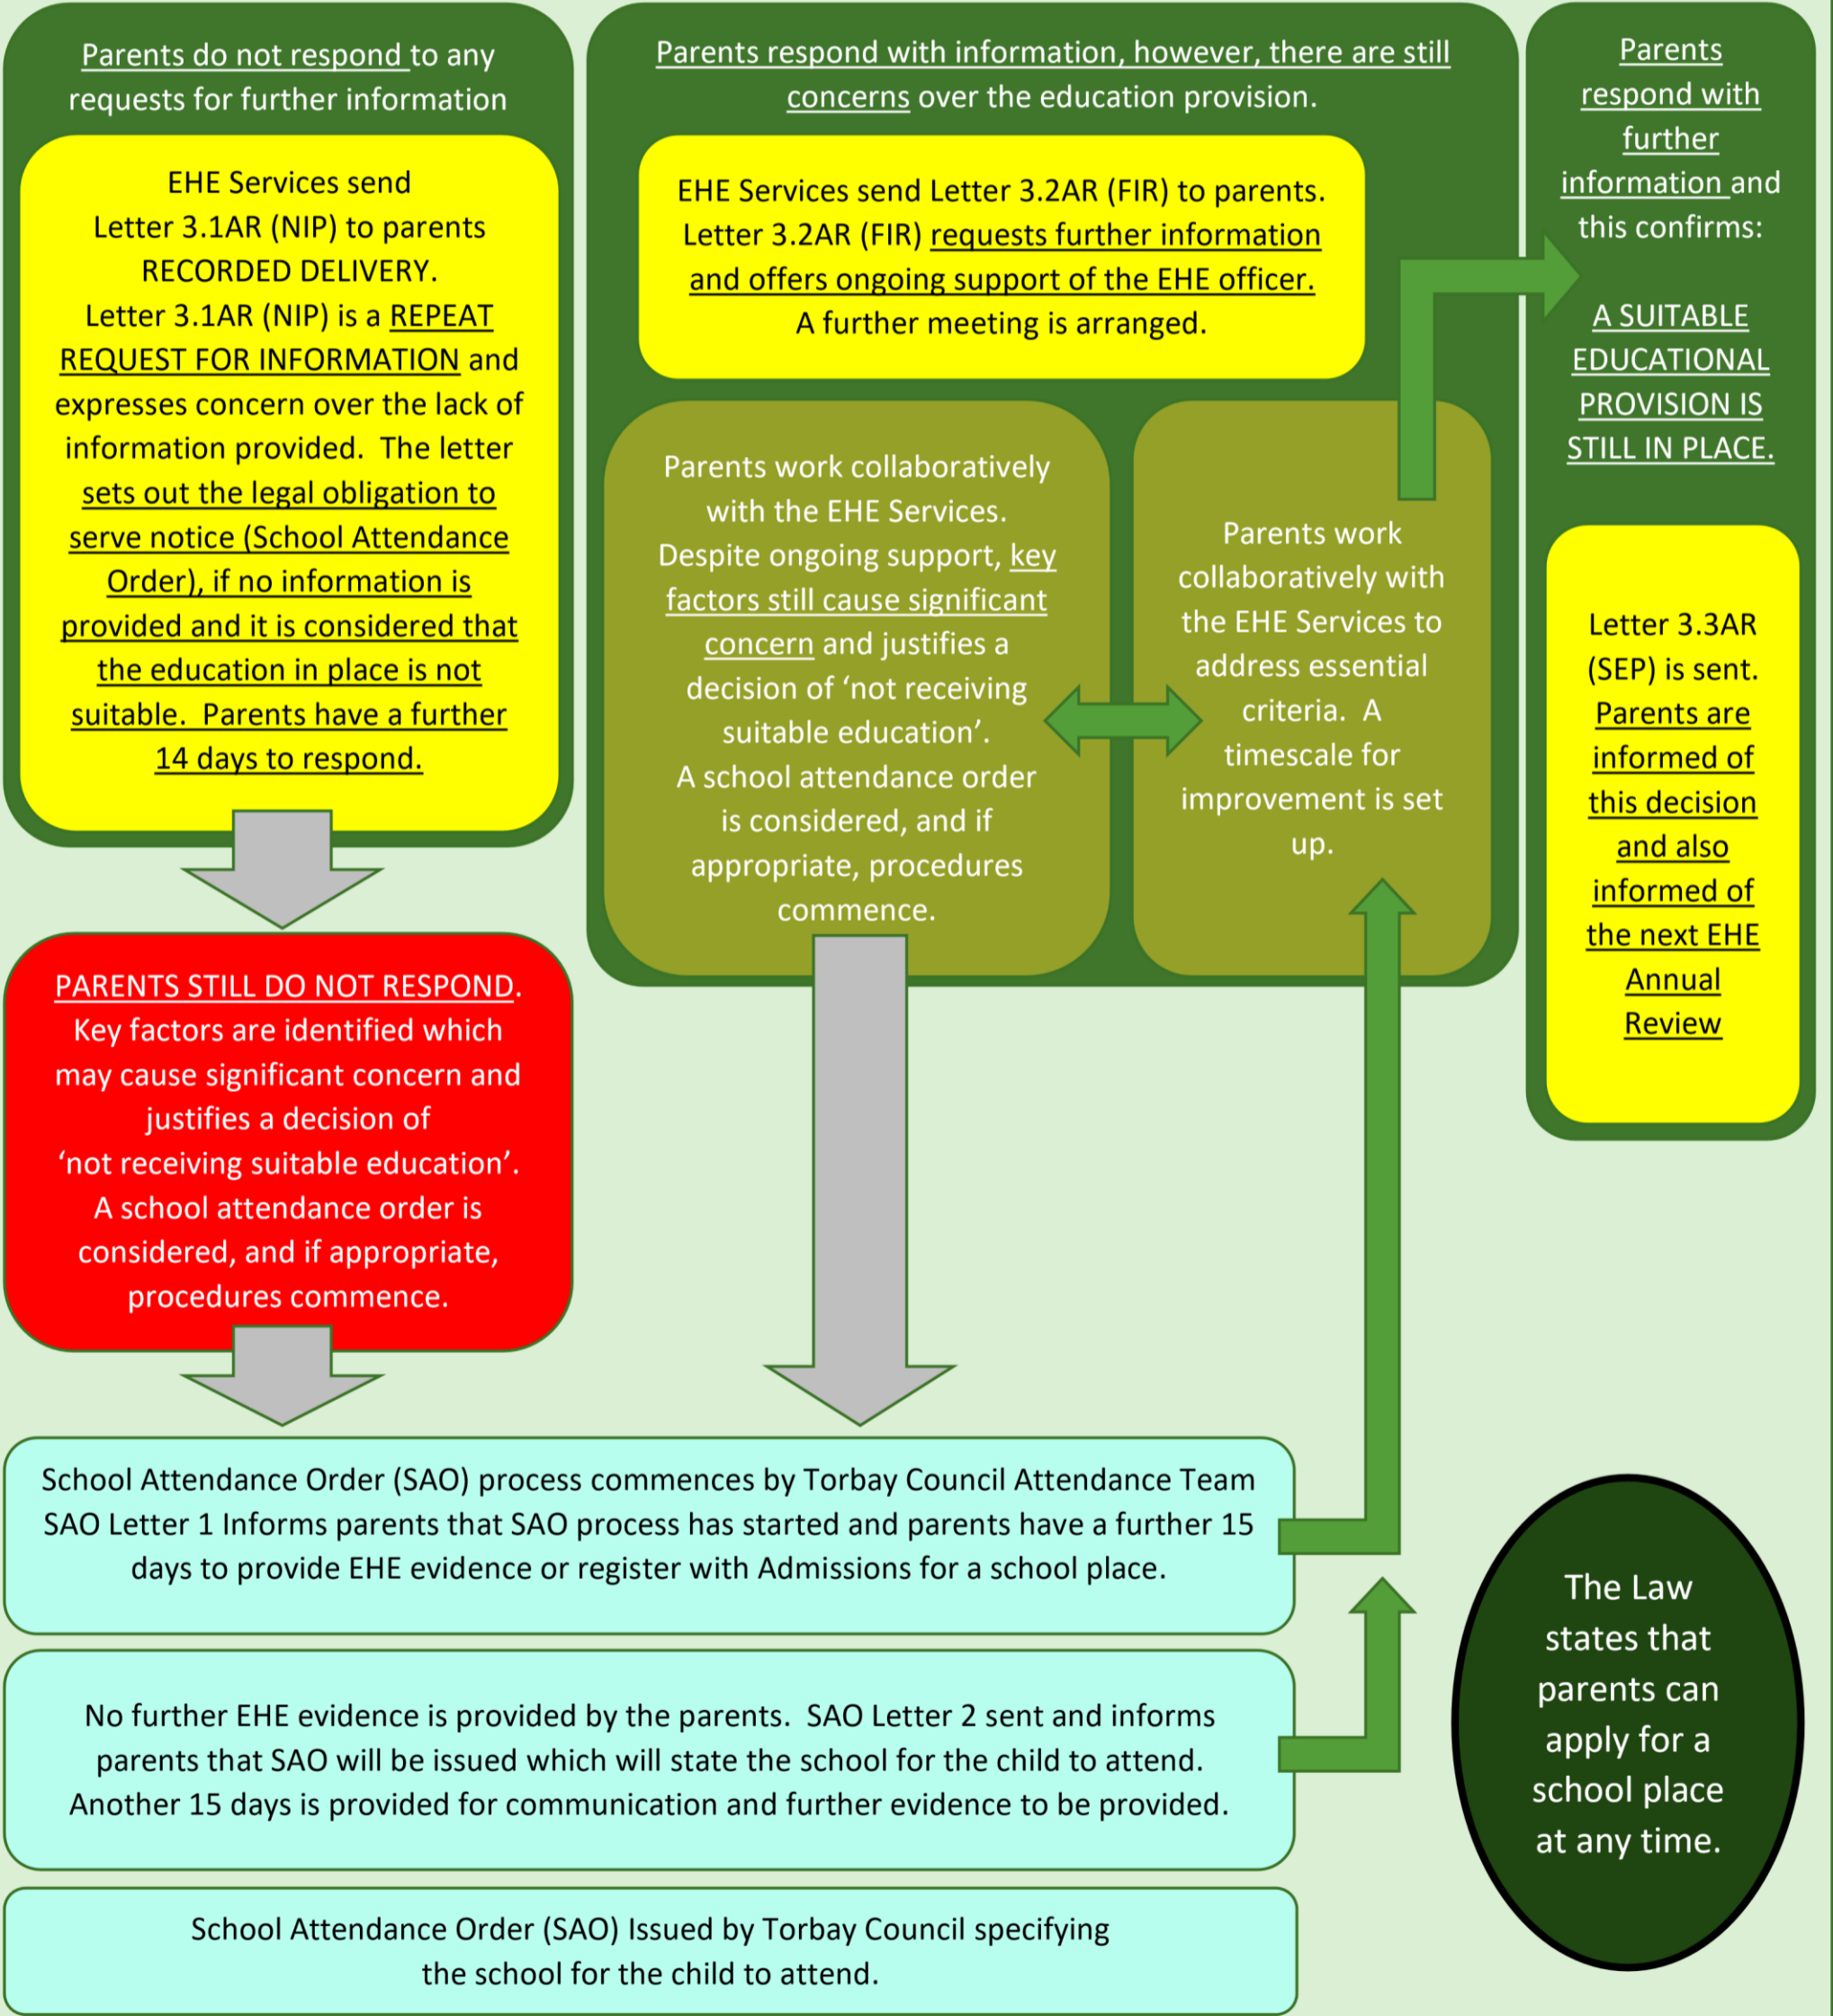 Parents do not respond to any
requests for further information
EHE Services send
Letter 3.1AR (NIP) to parents
RECORDED DELIVERY.
Letter 3.1AR (NIP) is a REPEAT
REQUEST FOR INFORMATION and
expresses concern over the lack of
information provided.  The letter
sets out the legal obligation to
serve notice (School Attendance
Order), if no information is
provided and it is considered that
the education in place is not
suitable.  Parents have a further
14 days to respond.
PARENTS STILL DO NOT RESPOND.
Key factors are identified which
may cause significant concern and
justifies a decision of
‘not receiving suitable education’.
A school attendance order is
considered, and if appropriate,
procedures commence.
Parents respond with information, however, there are still
concerns over the education provision.
EHE Services send Letter 3.2AR (FIR) to parents.
Letter 3.2AR (FIR) requests further information
and offers ongoing support of the EHE officer.
A further meeting is arranged.
Parents work collaboratively
with the EHE Services.
Despite ongoing support, key
factors still cause significant
concern and justifies a
decision of ‘not receiving
suitable education’.
A school attendance order
is considered, and if
appropriate, procedures
commence.
Parents work
collaboratively with
the EHE Services to
address essential
criteria.  A
timescale for
improvement is set
up.
Parents
respond with
further
information and
this confirms:
A SUITABLE
EDUCATIONAL
PROVISION IS
STILL IN PLACE.
Letter 3.3AR
(SEP) is sent.
Parents are
informed of
this decision
and also
informed of
the next EHE
Annual
Review
School Attendance Order (SAO) process commences by Torbay Council Attendance Team
SAO Letter 1 Informs parents that SAO process has started and parents have a further 15
days to provide EHE evidence or register with Admissions for a school place.
No further EHE evidence is provided by the parents.  SAO Letter 2 sent and informs
parents that SAO will be issued which will state the school for the child to attend.
Another 15 days is provided for communication and further evidence to be provided.
School Attendance Order (SAO) Issued by Torbay Council specifying
the school for the child to attend.
The Law
states that
parents can
apply for a
school place
at any time.